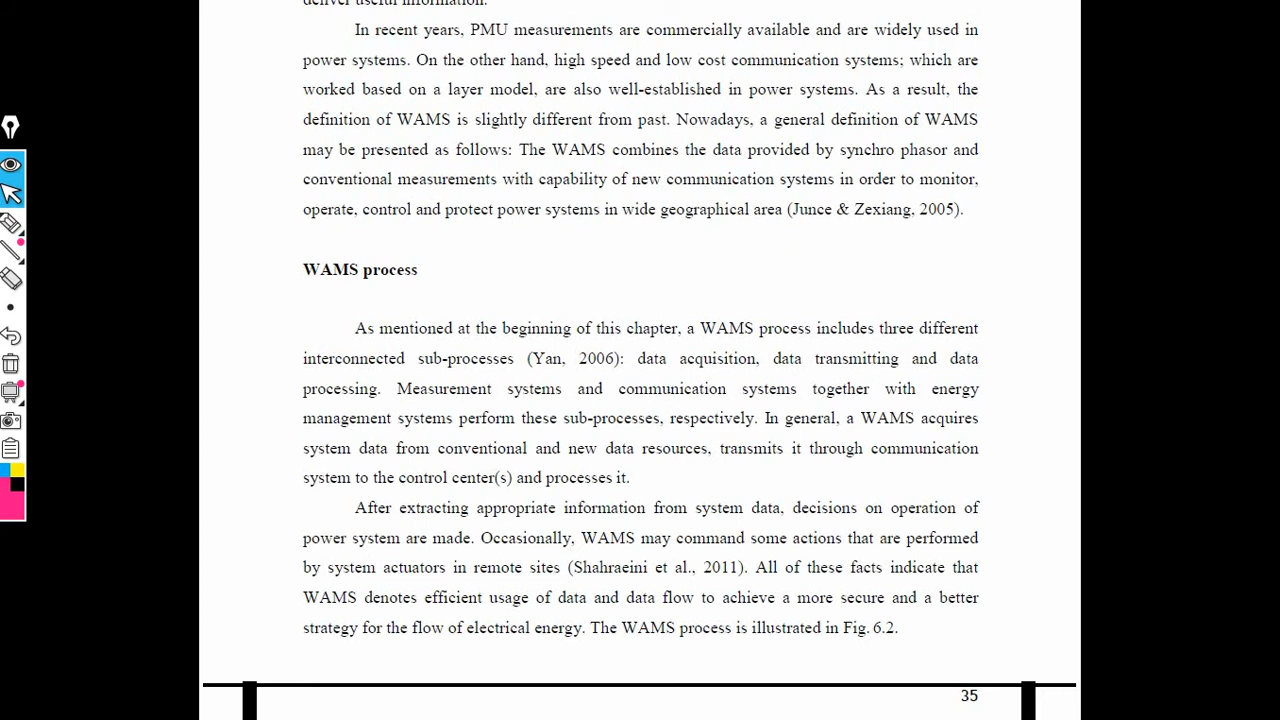 deliver useful information.
In recent years, PMU measurements are commercially available and are widely used in
power systems. On the other hand, high speed and low cost communication systems; which are
worked based on a layer model, are also well-established in power systems. As a result, the
definition of WAMS is slightly different from past. Nowadays, a general definition of WAMS
may be presented as follows: The WAMS combines the data provided by synchro phasor and
conventional measurements with capability of new communication systems in order to monitor,
operate, control and protect power systems in wide geographical area (Junce & Zexiang, 2005).
WAMS process
As mentioned at the beginning of this chapter, a WAMS process includes three different
interconnected sub-processes (Yan, 2006): data acquisition, data transmitting and data
processing. Measurement systems and communication systems together with energy
management systems perform these sub-processes, respectively. In general, a WAMS acquires
system data from conventional and new data resources, transmits it through communication
system to the control center(s) and processes it.
After extracting appropriate information from system data, decisions on operation of
power system are made. Occasionally, WAMS may command some actions that are performed
by system actuators in remote sites (Shahraeini et al., 2011). All of these facts indicate that
WAMS denotes efficient usage of data and data flow to achieve a more secure and a better
strategy for the flow of electrical energy. The WAMS process is illustrated in Fig. 6.2.
35